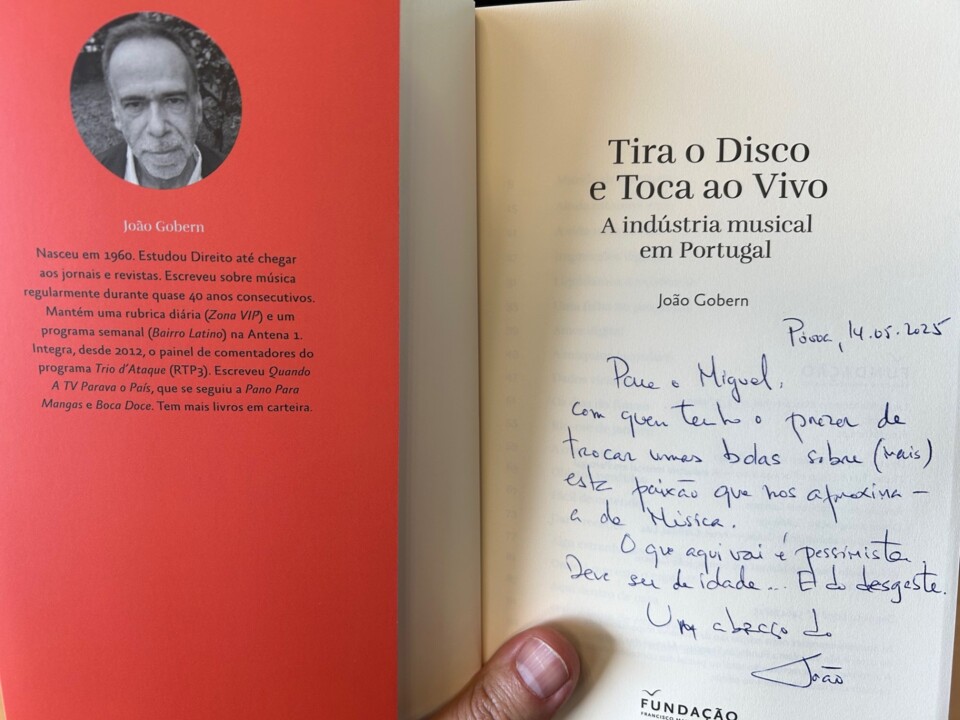 João Gobern
Nasceu em 1960. Estudou Direito até chegar
aos jornais e revistas. Escreveu sobre música
regularmente durante quase 40 anos consecutivos.
Mantém uma rubrica diária (Zona VIP) e um
programa semanal (Bairro Latino) na Antena 1.
Integra, desde 2012, o painel de comentadores do
programa Trio d'Ataque (RTP3). Escreveu Quando
A TV Parava o País, que se seguiu a Pano Para
Mangas e Boca Doce. Tem mais livros em carteira.
Tira o Disco
e Toca ao Vivo
A indústria musical
em Portugal
João Gobern
Póvoa, 14.05.2025
Para o Miguel,
com quem tenho o prazer de
trocar umas bolas sobre (mais)
esta paixão que nos aproxima –
a da Música.
O que aqui vai é pessimista.
Deve ser da idade... E do desgaste.
Um abraço do
João
FUNDAÇÃO